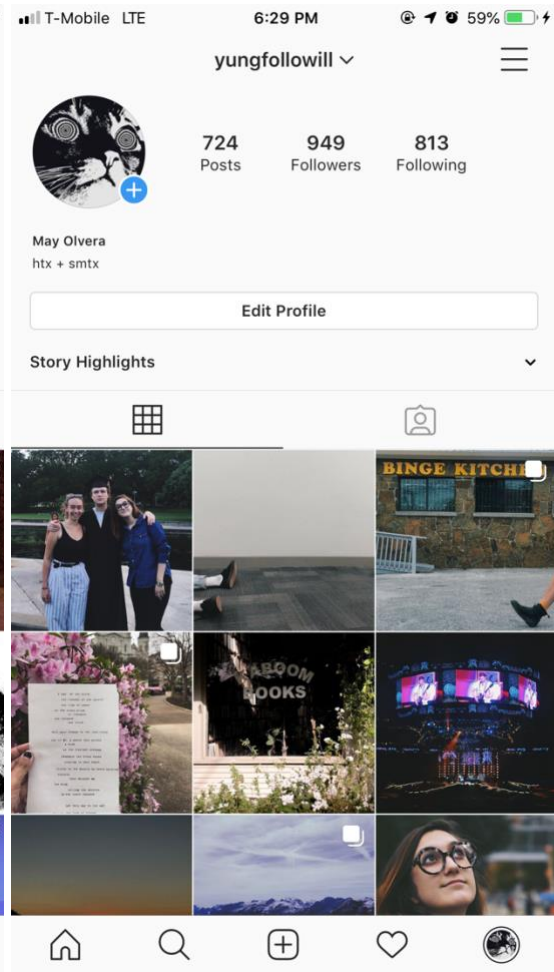 T-Mobile LTE 6:29 PM 59%
yungfollowill
724 949 813
Posts Followers Following
May Olvera
htx + smtx
Edit Profile
Story Highlights
BINGE KITCHE
BOOM
BOOKS